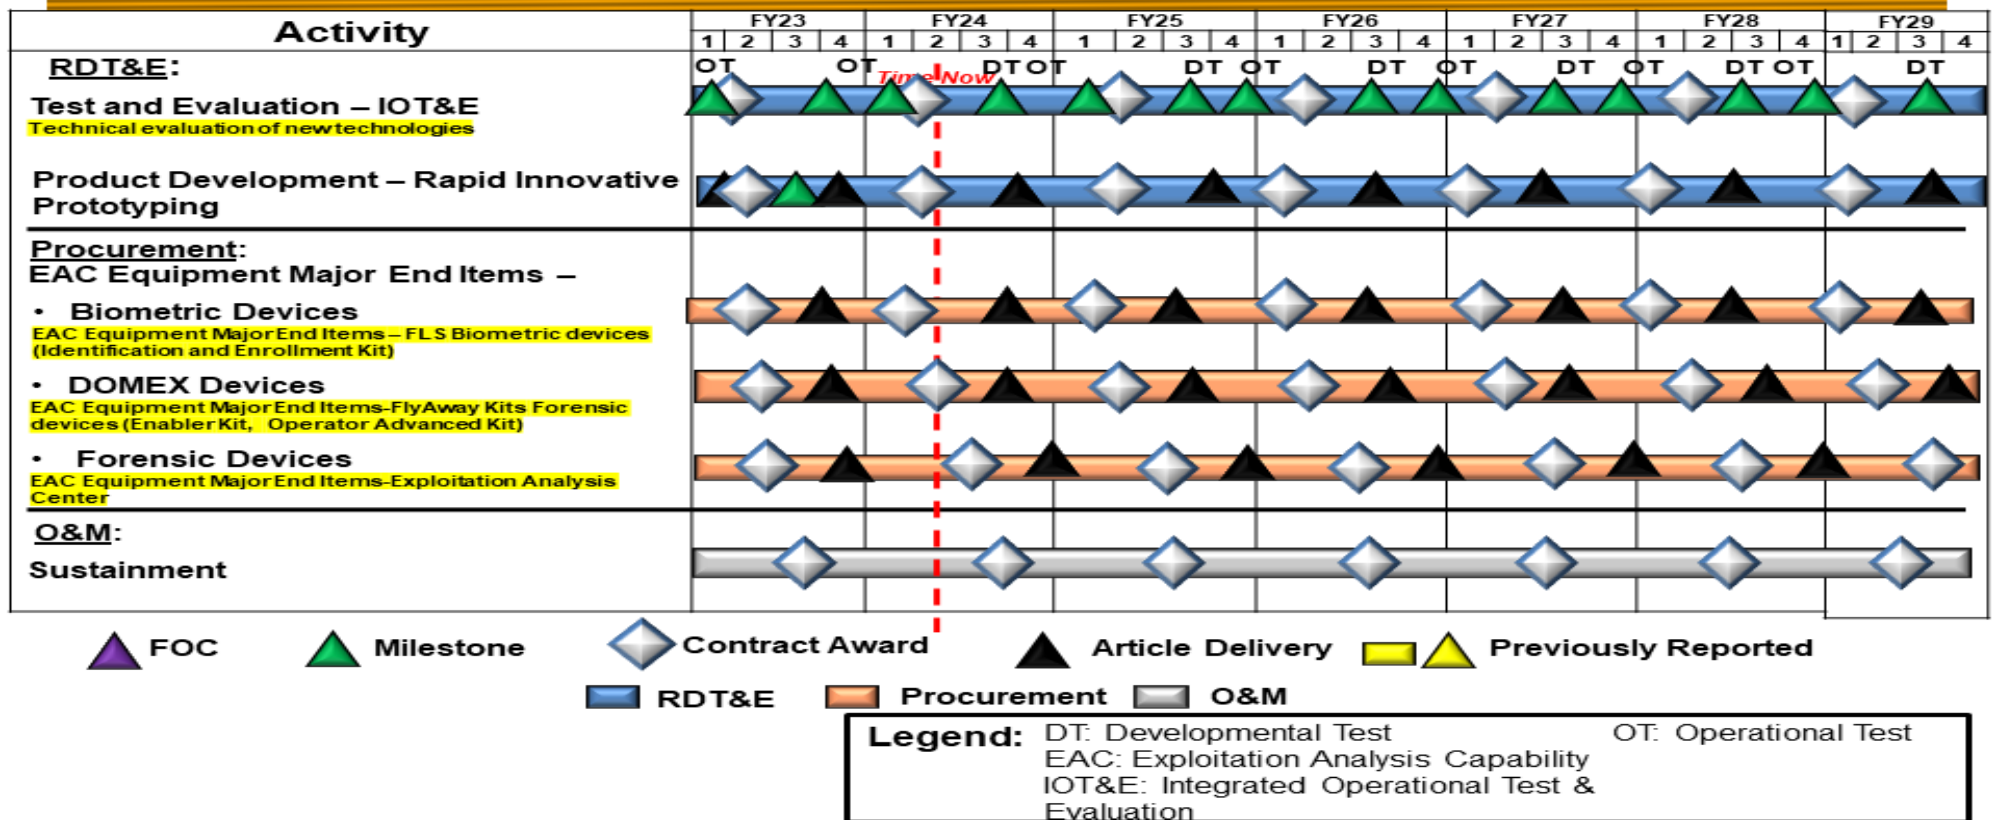 Activity
FY23 FY24 FY25 FY26 FY27 FY28 FY29
1 2 3 4 1 2 3 4 1 2 3 4 1 2 3 4 1 2 3 4 1 2 3 4 1 2 3 4
RDT&E:
OT OT DT OT DT OT DT OT DT OT DT OT DT
Time Now
Test and Evaluation – IOT&E
Technical evaluation of new technologies
Product Development – Rapid Innovative
Prototyping
Procurement:
EAC Equipment Major End Items –
• Biometric Devices
EAC Equipment Major End Items – FLS Biometric devices
(Identification and Enrollment Kit)
• DOMEX Devices
EAC Equipment Major End Items-FlyAway Kits Forensic
devices (Enabler Kit, Operator Advanced Kit)
• Forensic Devices
EAC Equipment Major End Items-Exploitation Analysis
Center
O&M:
Sustainment
FOC Milestone Contract Award Article Delivery Previously Reported
RDT&E Procurement O&M
Legend: DT: Developmental Test OT: Operational Test
EAC: Exploitation Analysis Capability
IOT&E: Integrated Operational Test &
Evaluation